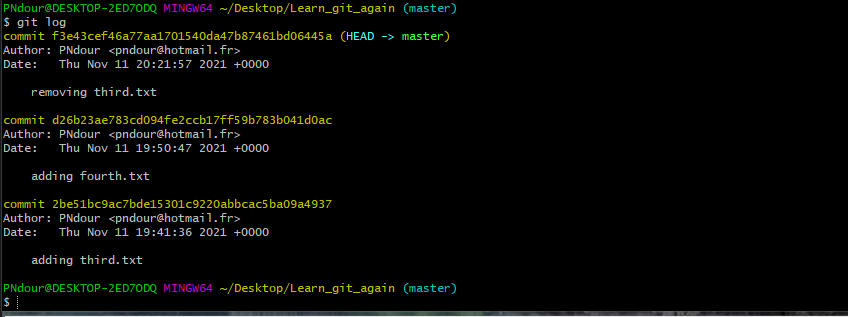 PNdour@DESKTOP-2ED7ODQ MINGW64 ~/Desktop/Learn_git_again (master)
$ git log
commit f3e43cef46a77aa1701540da47b87461bd06445a (HEAD -> master)
Author: PNdour <pndour@hotmail.fr>
Date:   Thu Nov 11 20:21:57 2021 +0000
    removing third.txt
commit d26b23ae783cd094fe2ccb17ff59b783b041d0ac
Author: PNdour <pndour@hotmail.fr>
Date:   Thu Nov 11 19:50:47 2021 +0000
    adding fourth.txt
commit 2be51bc9ac7bde15301c9220abbcac5ba09a4937
Author: PNdour <pndour@hotmail.fr>
Date:   Thu Nov 11 19:41:36 2021 +0000
    adding third.txt
PNdour@DESKTOP-2ED7ODQ MINGW64 ~/Desktop/Learn_git_again (master)
$